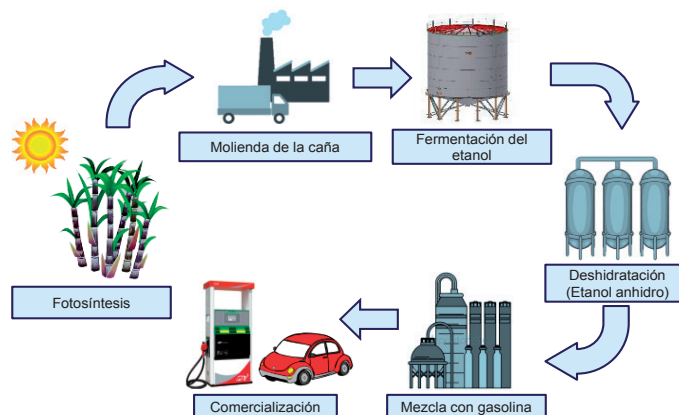 Fotosíntesis
Molienda de la caña
Fermentación del
etanol
Deshidratación
(Etanol anhidro)
Mezcla con gasolina
Comercialización